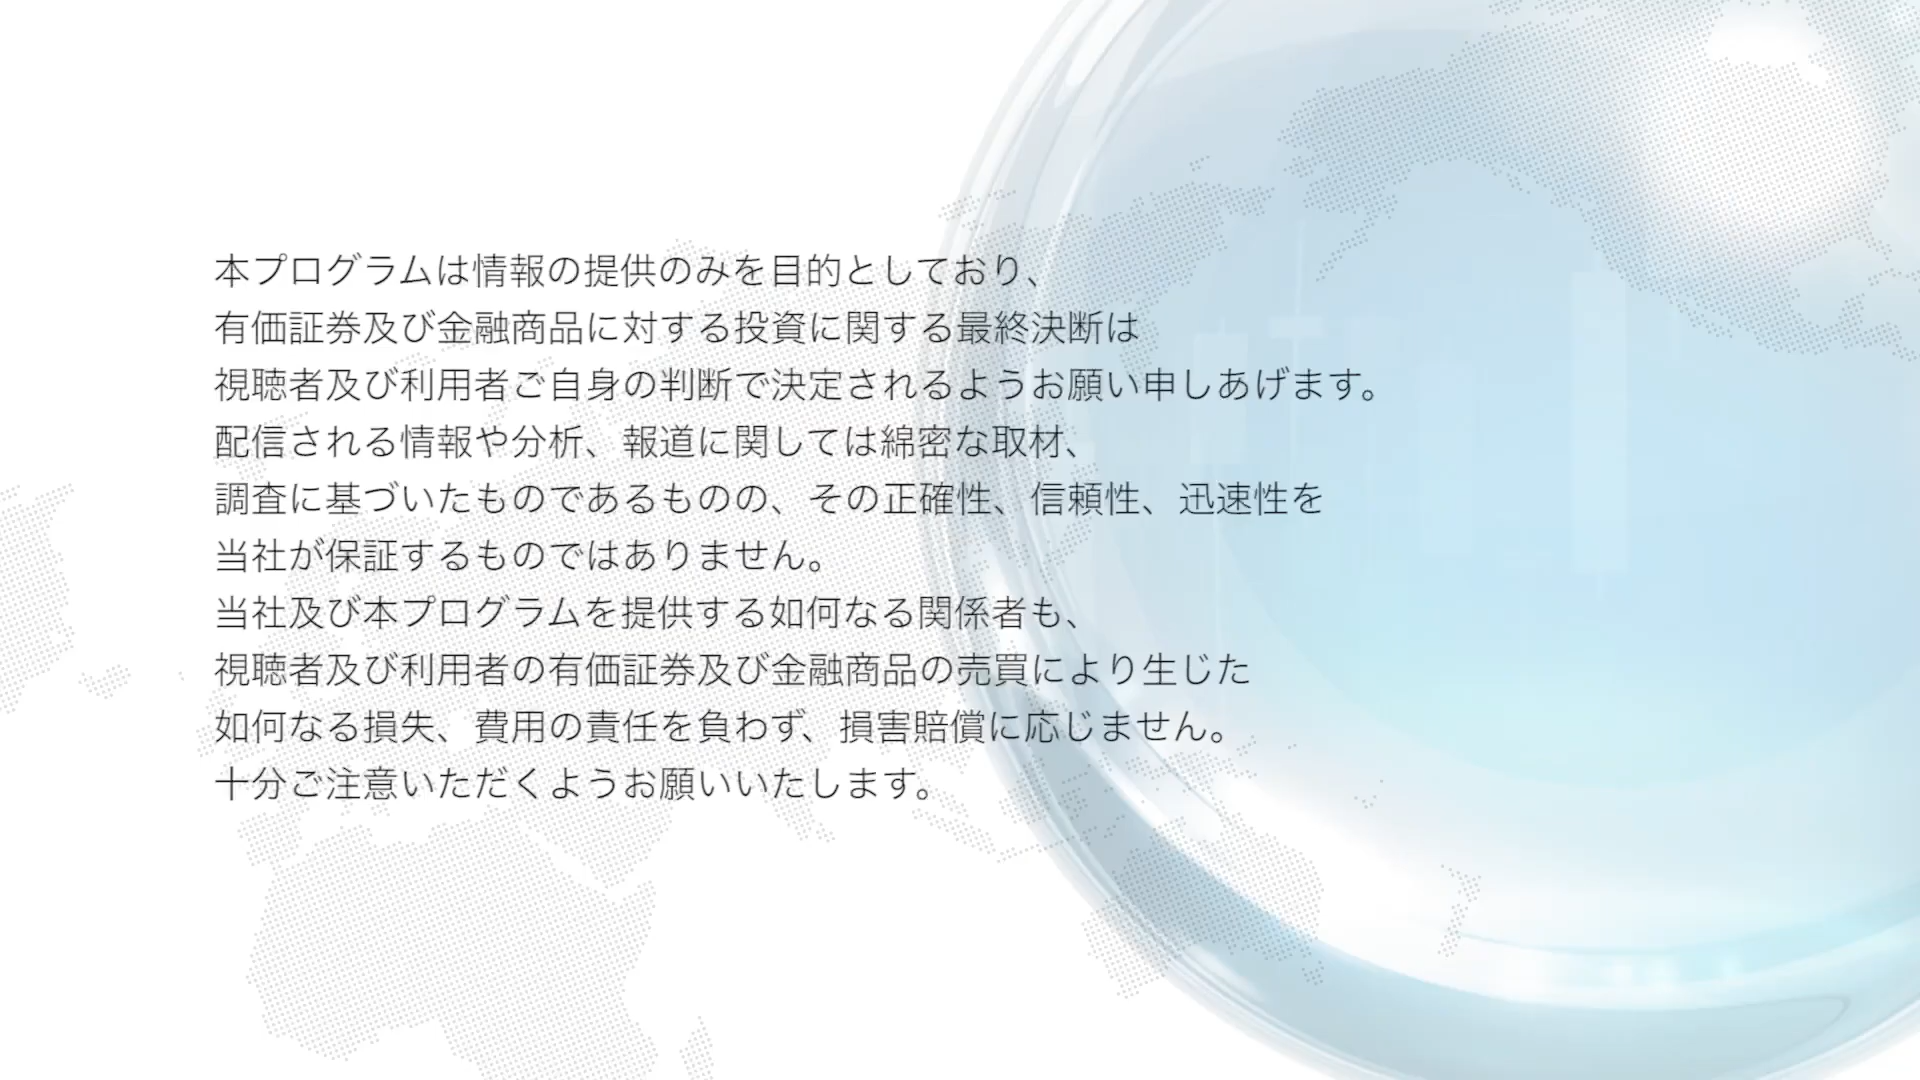 本プログラムは情報の提供のみを目的としており、
有価証券及び金融商品に対する投資に関する最終決断は
視聴者及び利用者ご自身の判断で決定されるようお願い申しあげます。
配信される情報や分析、報道に関しては綿密な取材、
調査に基づいたものであるものの、その正確性、信頼性、迅速性を
当社が保証するものではありません。
当社及び本プログラムを提供する如何なる関係者も、
視聴者及び利用者の有価証券及び金融商品の売買により生じた
如何なる損失、費用の責任を負わず、損害賠償に応じません。
十分ご注意いただくようお願いいたします。